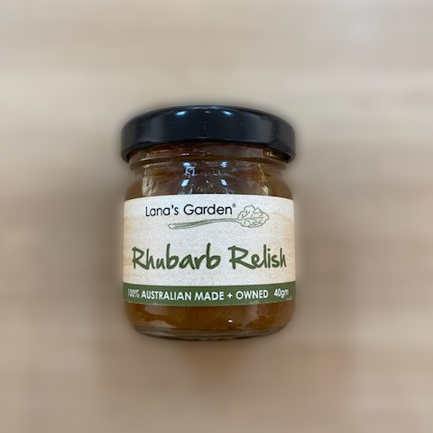 Lana's Garden®
Rhubarb Relish
100% AUSTRALIAN MADE + OWNED 40gm